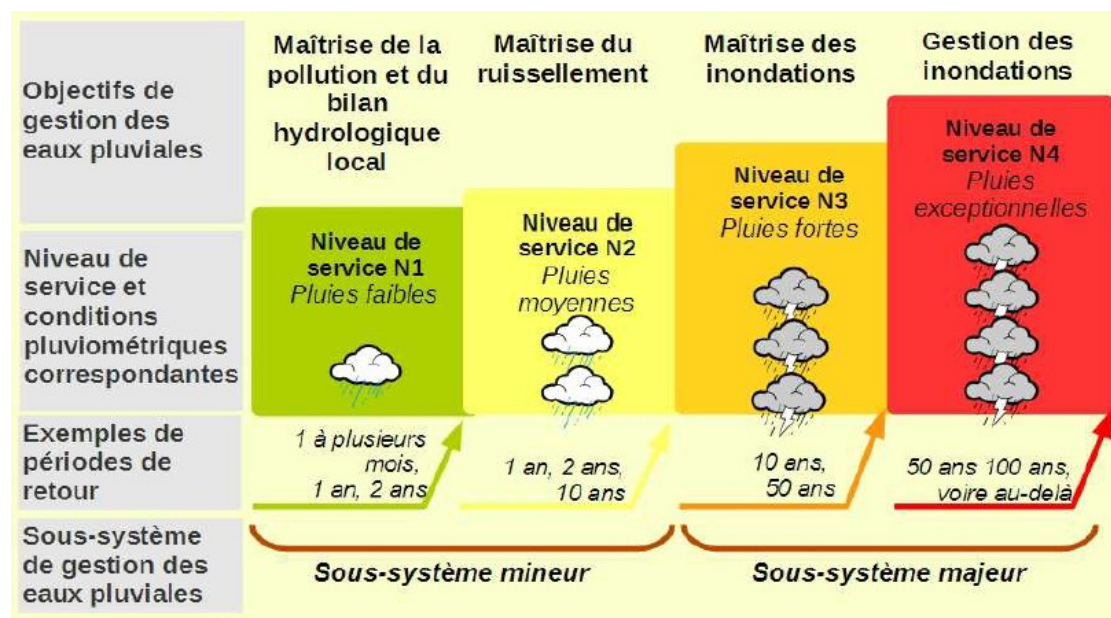 Objectifs de
gestion des
eaux pluviales
Maîtrise de la
pollution et du
bilan
hydrologique
local
Maîtrise du
ruissellement
Maîtrise des
inondations
Gestion des
inondations
Niveau de
service et
conditions
pluviométriques
correspondantes
Niveau de
service N1
Pluies faibles
Niveau de
service N2
Pluies
moyennes
Niveau de
service N3
Pluies fortes
Niveau de
service N4
Pluies
exceptionnelles
Exemples de
périodes de
retour
1 à plusieurs
mois,
1 an, 2 ans
1 an, 2 ans,
10 ans
10 ans,
50 ans
50 ans 100 ans,
voire au-delà
Sous-système
de gestion des
eaux pluviales
Sous-système mineur
Sous-système majeur